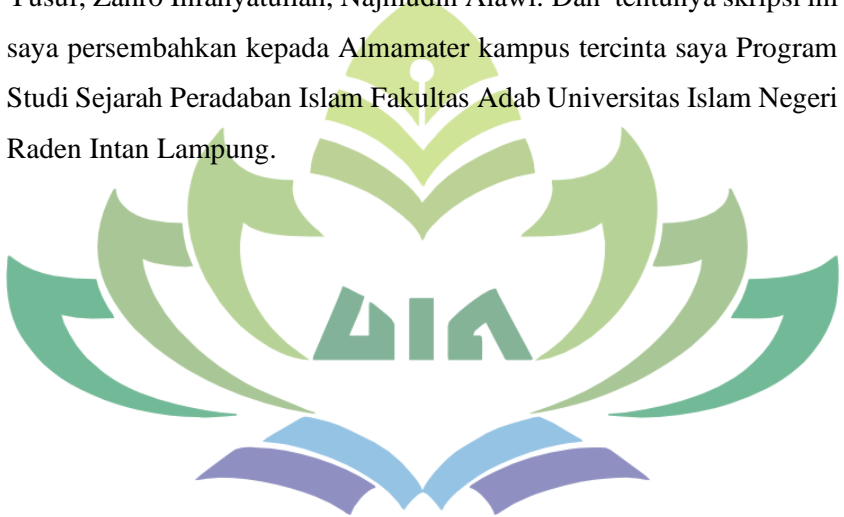 Yusuf, Zahro Alawi. Dan tentunya skripsi ini
saya persembahkan kepada Almamater kampus tercinta saya Program
Studi Sejarah Peradaban Islam Fakultas Adab Universitas Islam Negeri
Raden Intan Lampung.
UIN